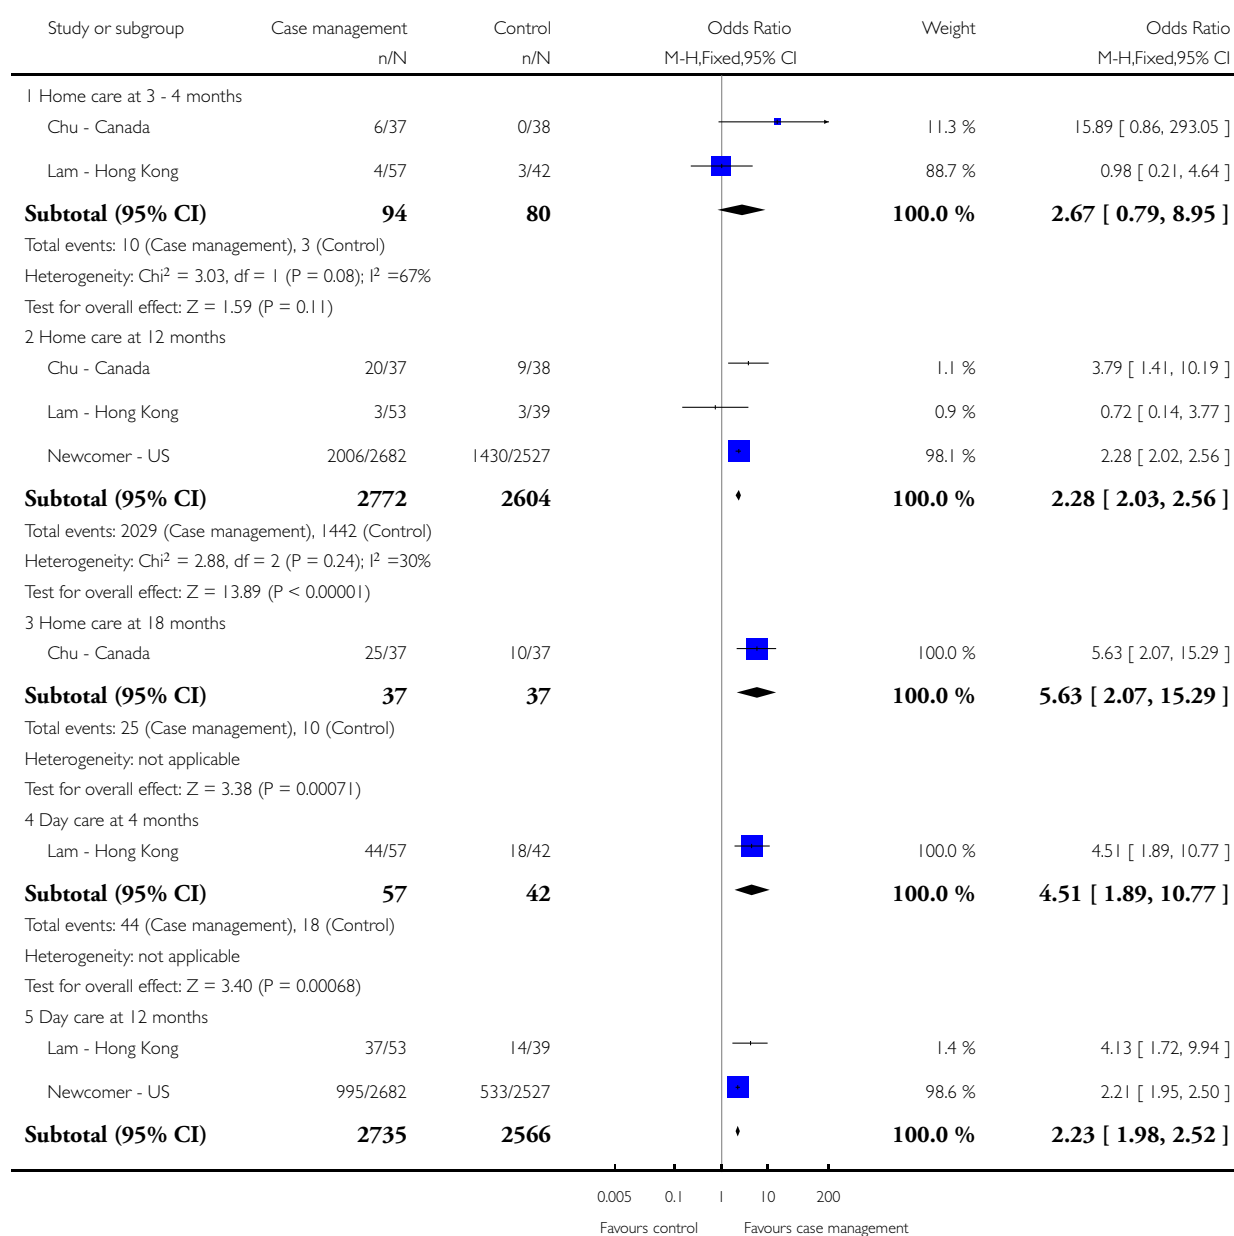 Study or subgroup Case management Control Odds Ratio Weight Odds Ratio
n/N n/N M-H,Fixed,95% CI M-H,Fixed,95% CI
1 Home care at 3 - 4 months
Chu - Canada 6/37 0/38 11.3 % 15.89 [ 0.86, 293.05 ]
Lam - Hong Kong 4/57 3/42 88.7 % 0.98 [ 0.21, 4.64 ]
Subtotal (95% CI) 94 80 100.0 % 2.67 [ 0.79, 8.95 ]
Total events: 10 (Case management), 3 (Control)
Heterogeneity: Chi² = 3.03, df = 1 (P = 0.08); I² =67%
Test for overall effect: Z = 1.59 (P = 0.11)
2 Home care at 12 months
Chu - Canada 20/37 9/38 1.1 % 3.79 [ 1.41, 10.19 ]
Lam - Hong Kong 3/53 3/39 0.9 % 0.72 [ 0.14, 3.77 ]
Newcomer - US 2006/2682 1430/2527 98.1 % 2.28 [ 2.02, 2.56 ]
Subtotal (95% CI) 2772 2604 100.0 % 2.28 [ 2.03, 2.56 ]
Total events: 2029 (Case management), 1442 (Control)
Heterogeneity: Chi² = 2.88, df = 2 (P = 0.24); I² =30%
Test for overall effect: Z = 13.89 (P < 0.00001)
3 Home care at 18 months
Chu - Canada 25/37 10/37 100.0 % 5.63 [ 2.07, 15.29 ]
Subtotal (95% CI) 37 37 100.0 % 5.63 [ 2.07, 15.29 ]
Total events: 25 (Case management), 10 (Control)
Heterogeneity: not applicable
Test for overall effect: Z = 3.38 (P = 0.00071)
4 Day care at 4 months
Lam - Hong Kong 44/57 18/42 100.0 % 4.51 [ 1.89, 10.77 ]
Subtotal (95% CI) 57 42 100.0 % 4.51 [ 1.89, 10.77 ]
Total events: 44 (Case management), 18 (Control)
Heterogeneity: not applicable
Test for overall effect: Z = 3.40 (P = 0.00068)
5 Day care at 12 months
Lam - Hong Kong 37/53 14/39 1.4 % 4.13 [ 1.72, 9.94 ]
Newcomer - US 995/2682 533/2527 98.6 % 2.21 [ 1.95, 2.50 ]
Subtotal (95% CI) 2735 2566 100.0 % 2.23 [ 1.98, 2.52 ]
0.005 0.1 1 10 200
Favours control Favours case management